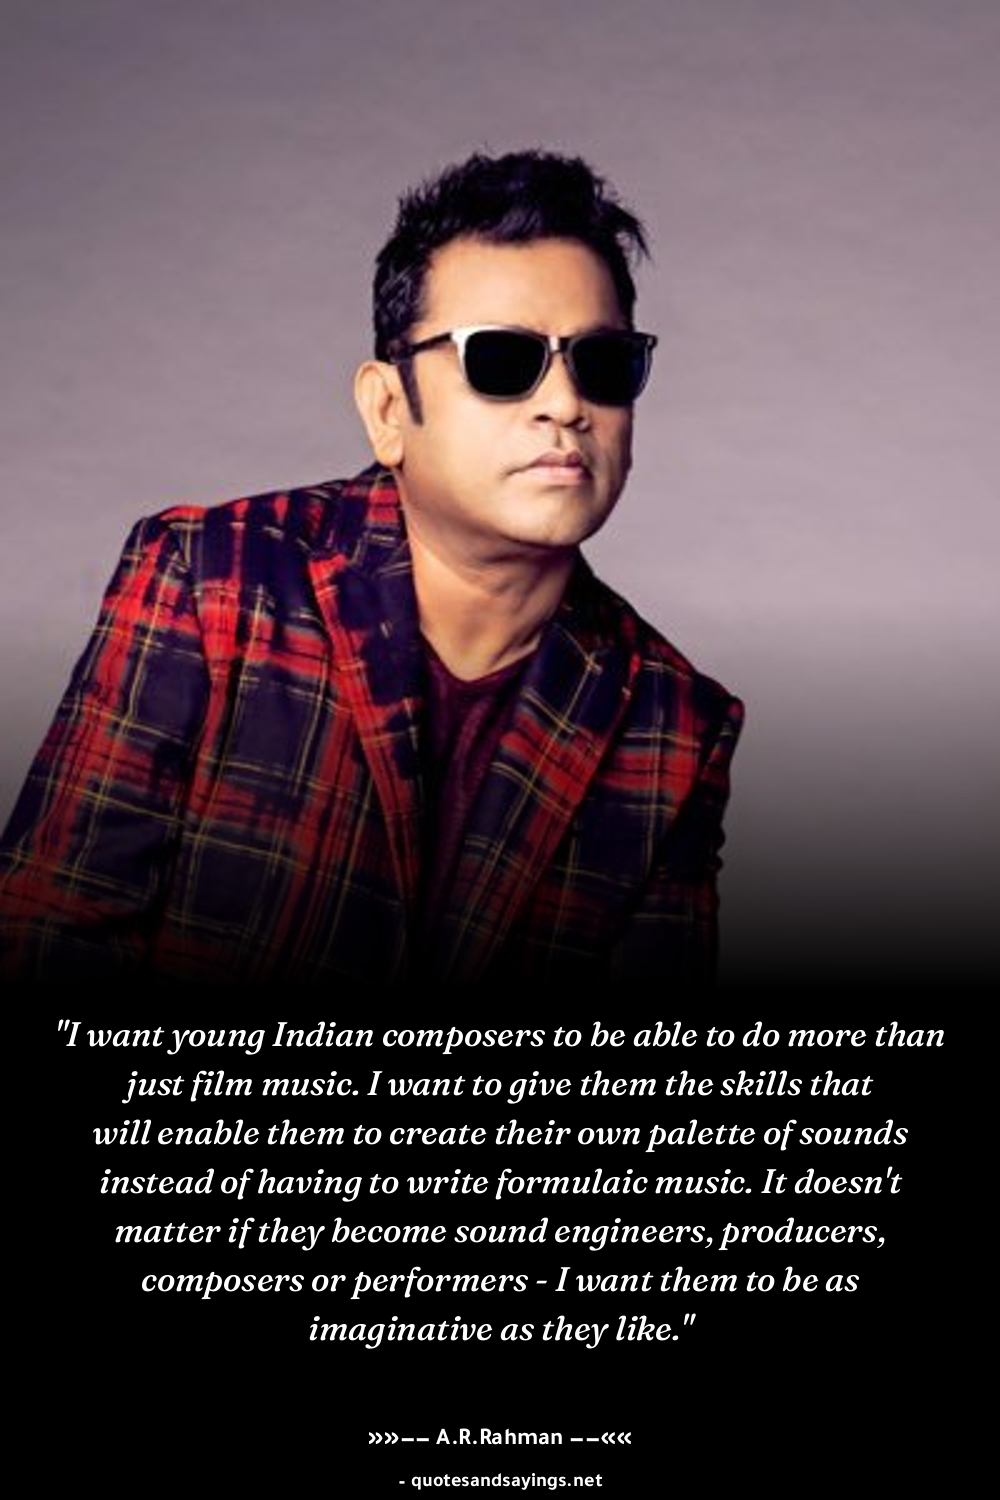 "I want young Indian composers to be able to do more than
just film music. I want to give them the skills that
will enable them to create their own palette of sounds
instead of having to write formulaic music. It doesn't
matter if they become sound engineers, producers,
composers or performers - I want them to be as
imaginative as they like."
»»−− A.R.Rahman −−««
- quotesandsayings.net